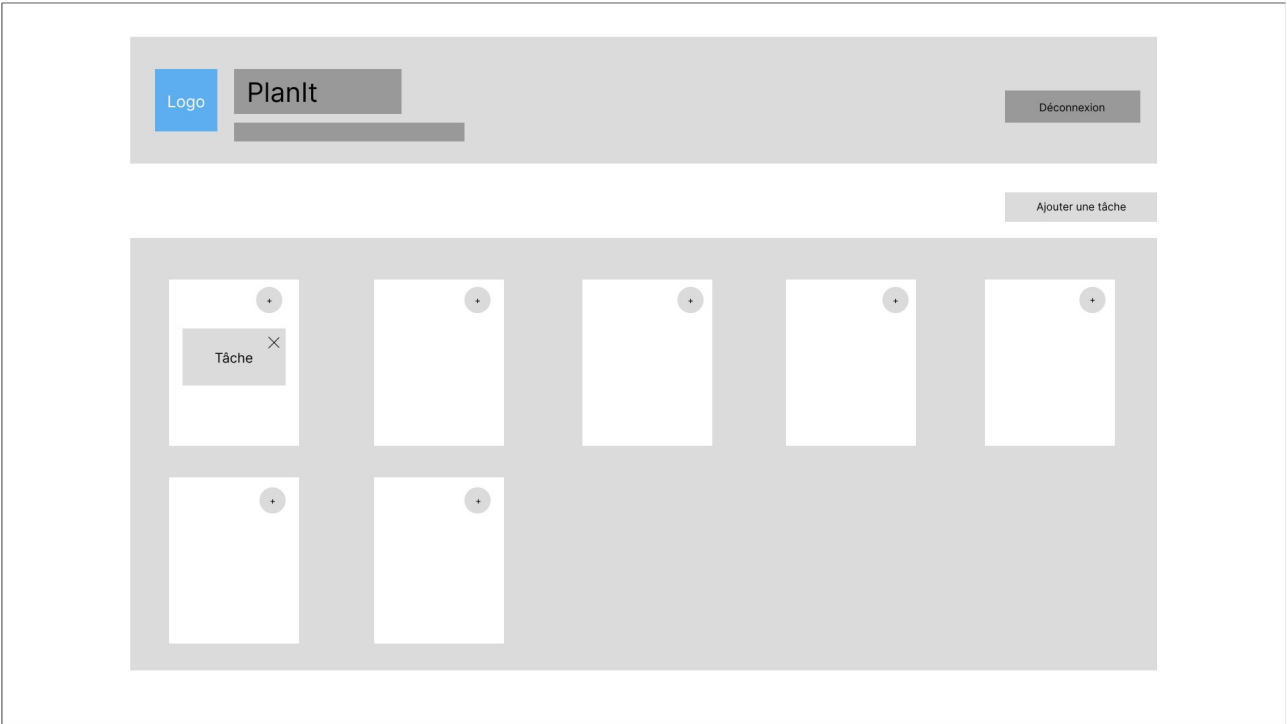 Logo
PlanIt
Déconnexion
Ajouter une tâche
+
+
+
+
+
Tâche
+
+